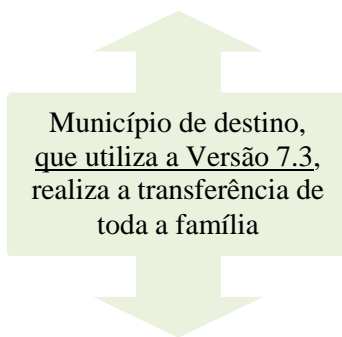 Município de destino,
que utiliza a Versão 7.3,
realiza a transferência de
toda a família